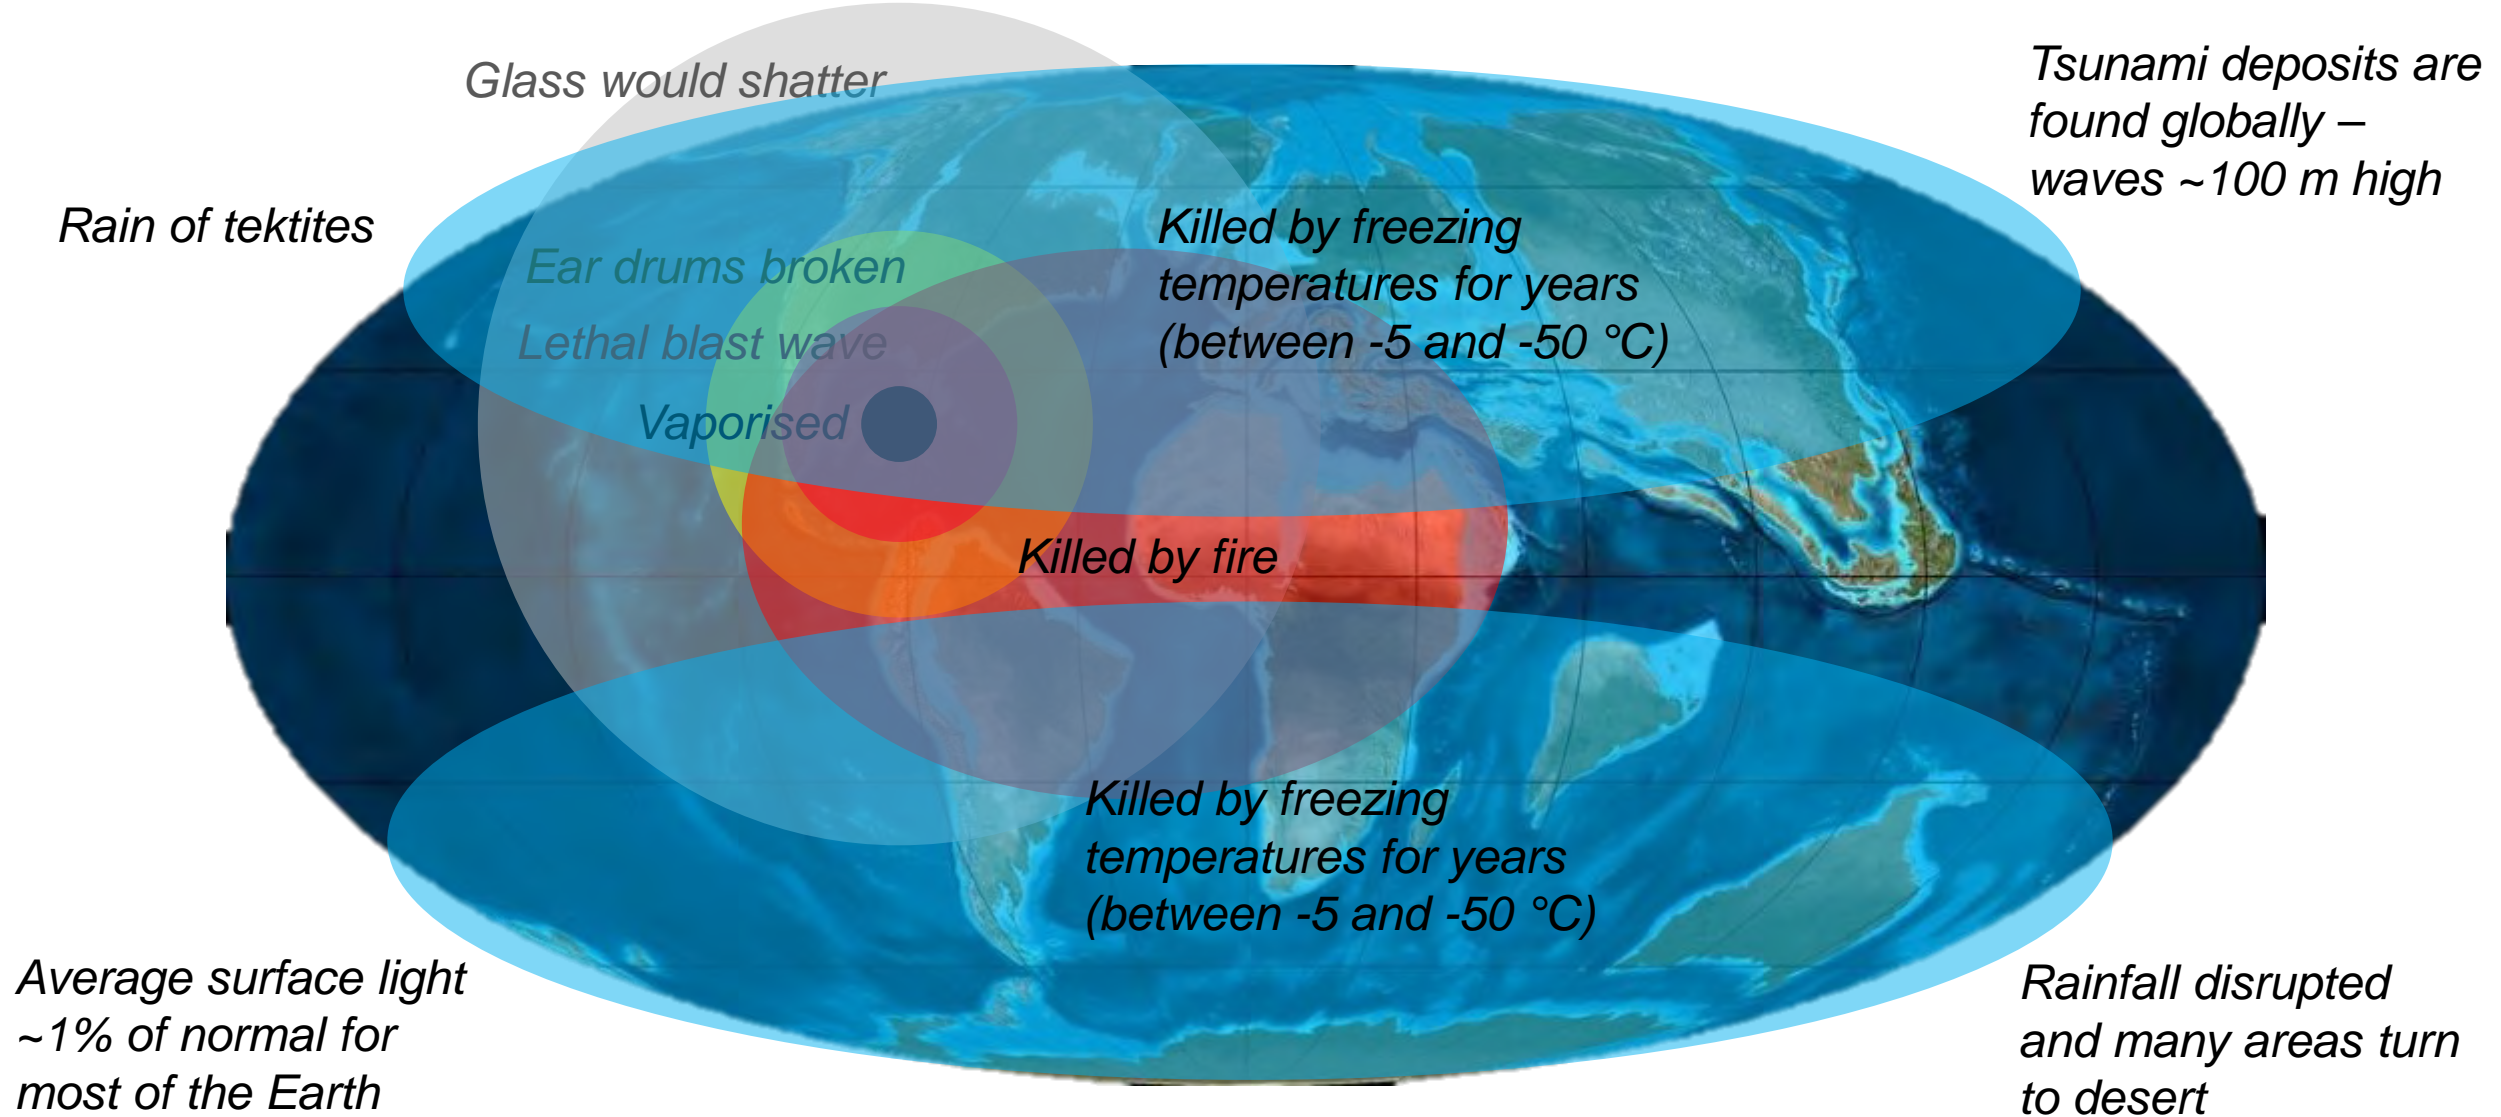 Glass would shatter
Tsunami deposits are
found globally –
waves ~100 m high
Rain of tektites
Ear drums broken
Lethal blast wave
Vaporised
Killed by freezing
temperatures for years
(between -5 and -50 °C)
Killed by fire
Killed by freezing
temperatures for years
(between -5 and -50 °C)
Average surface light
~1% of normal for
most of the Earth
Rainfall disrupted
and many areas turn
to desert